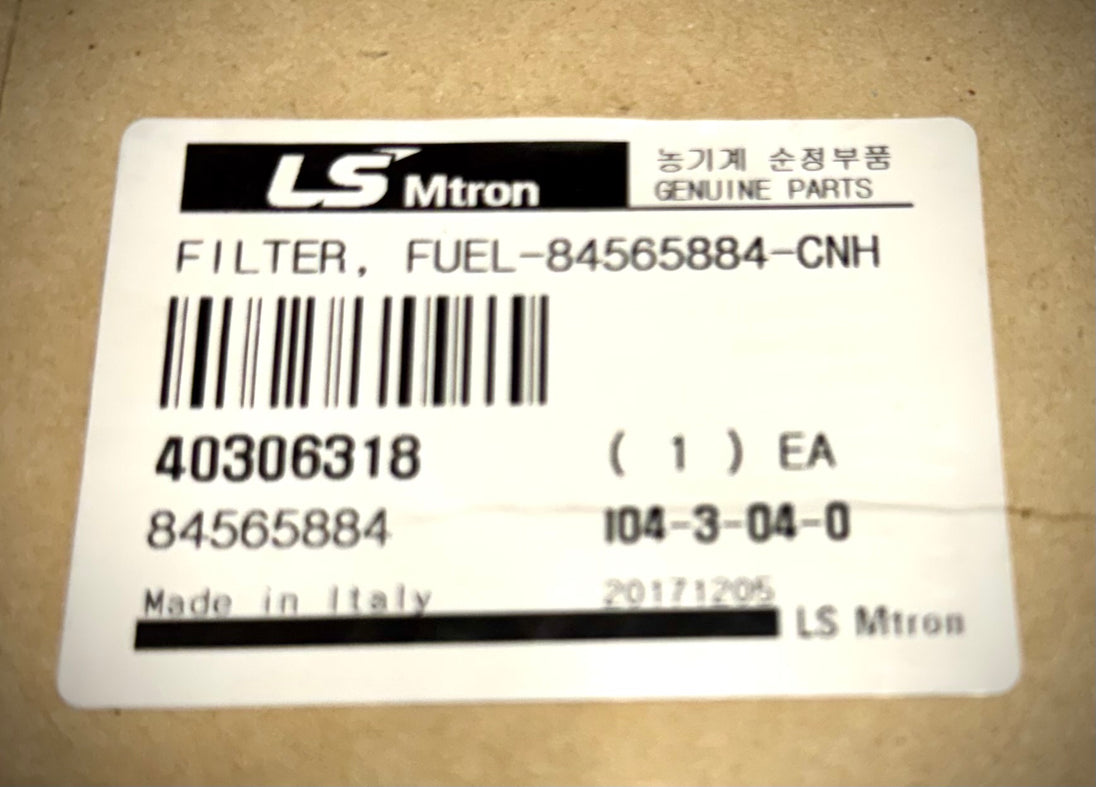 LS Mtron
농기계 순정부품
GENUINE PARTS
FILTER, FUEL-84565884-CNH
40306318
( 1 ) EA
84565884
I04-3-04-0
Made in Italy
20171205
LS Mtron